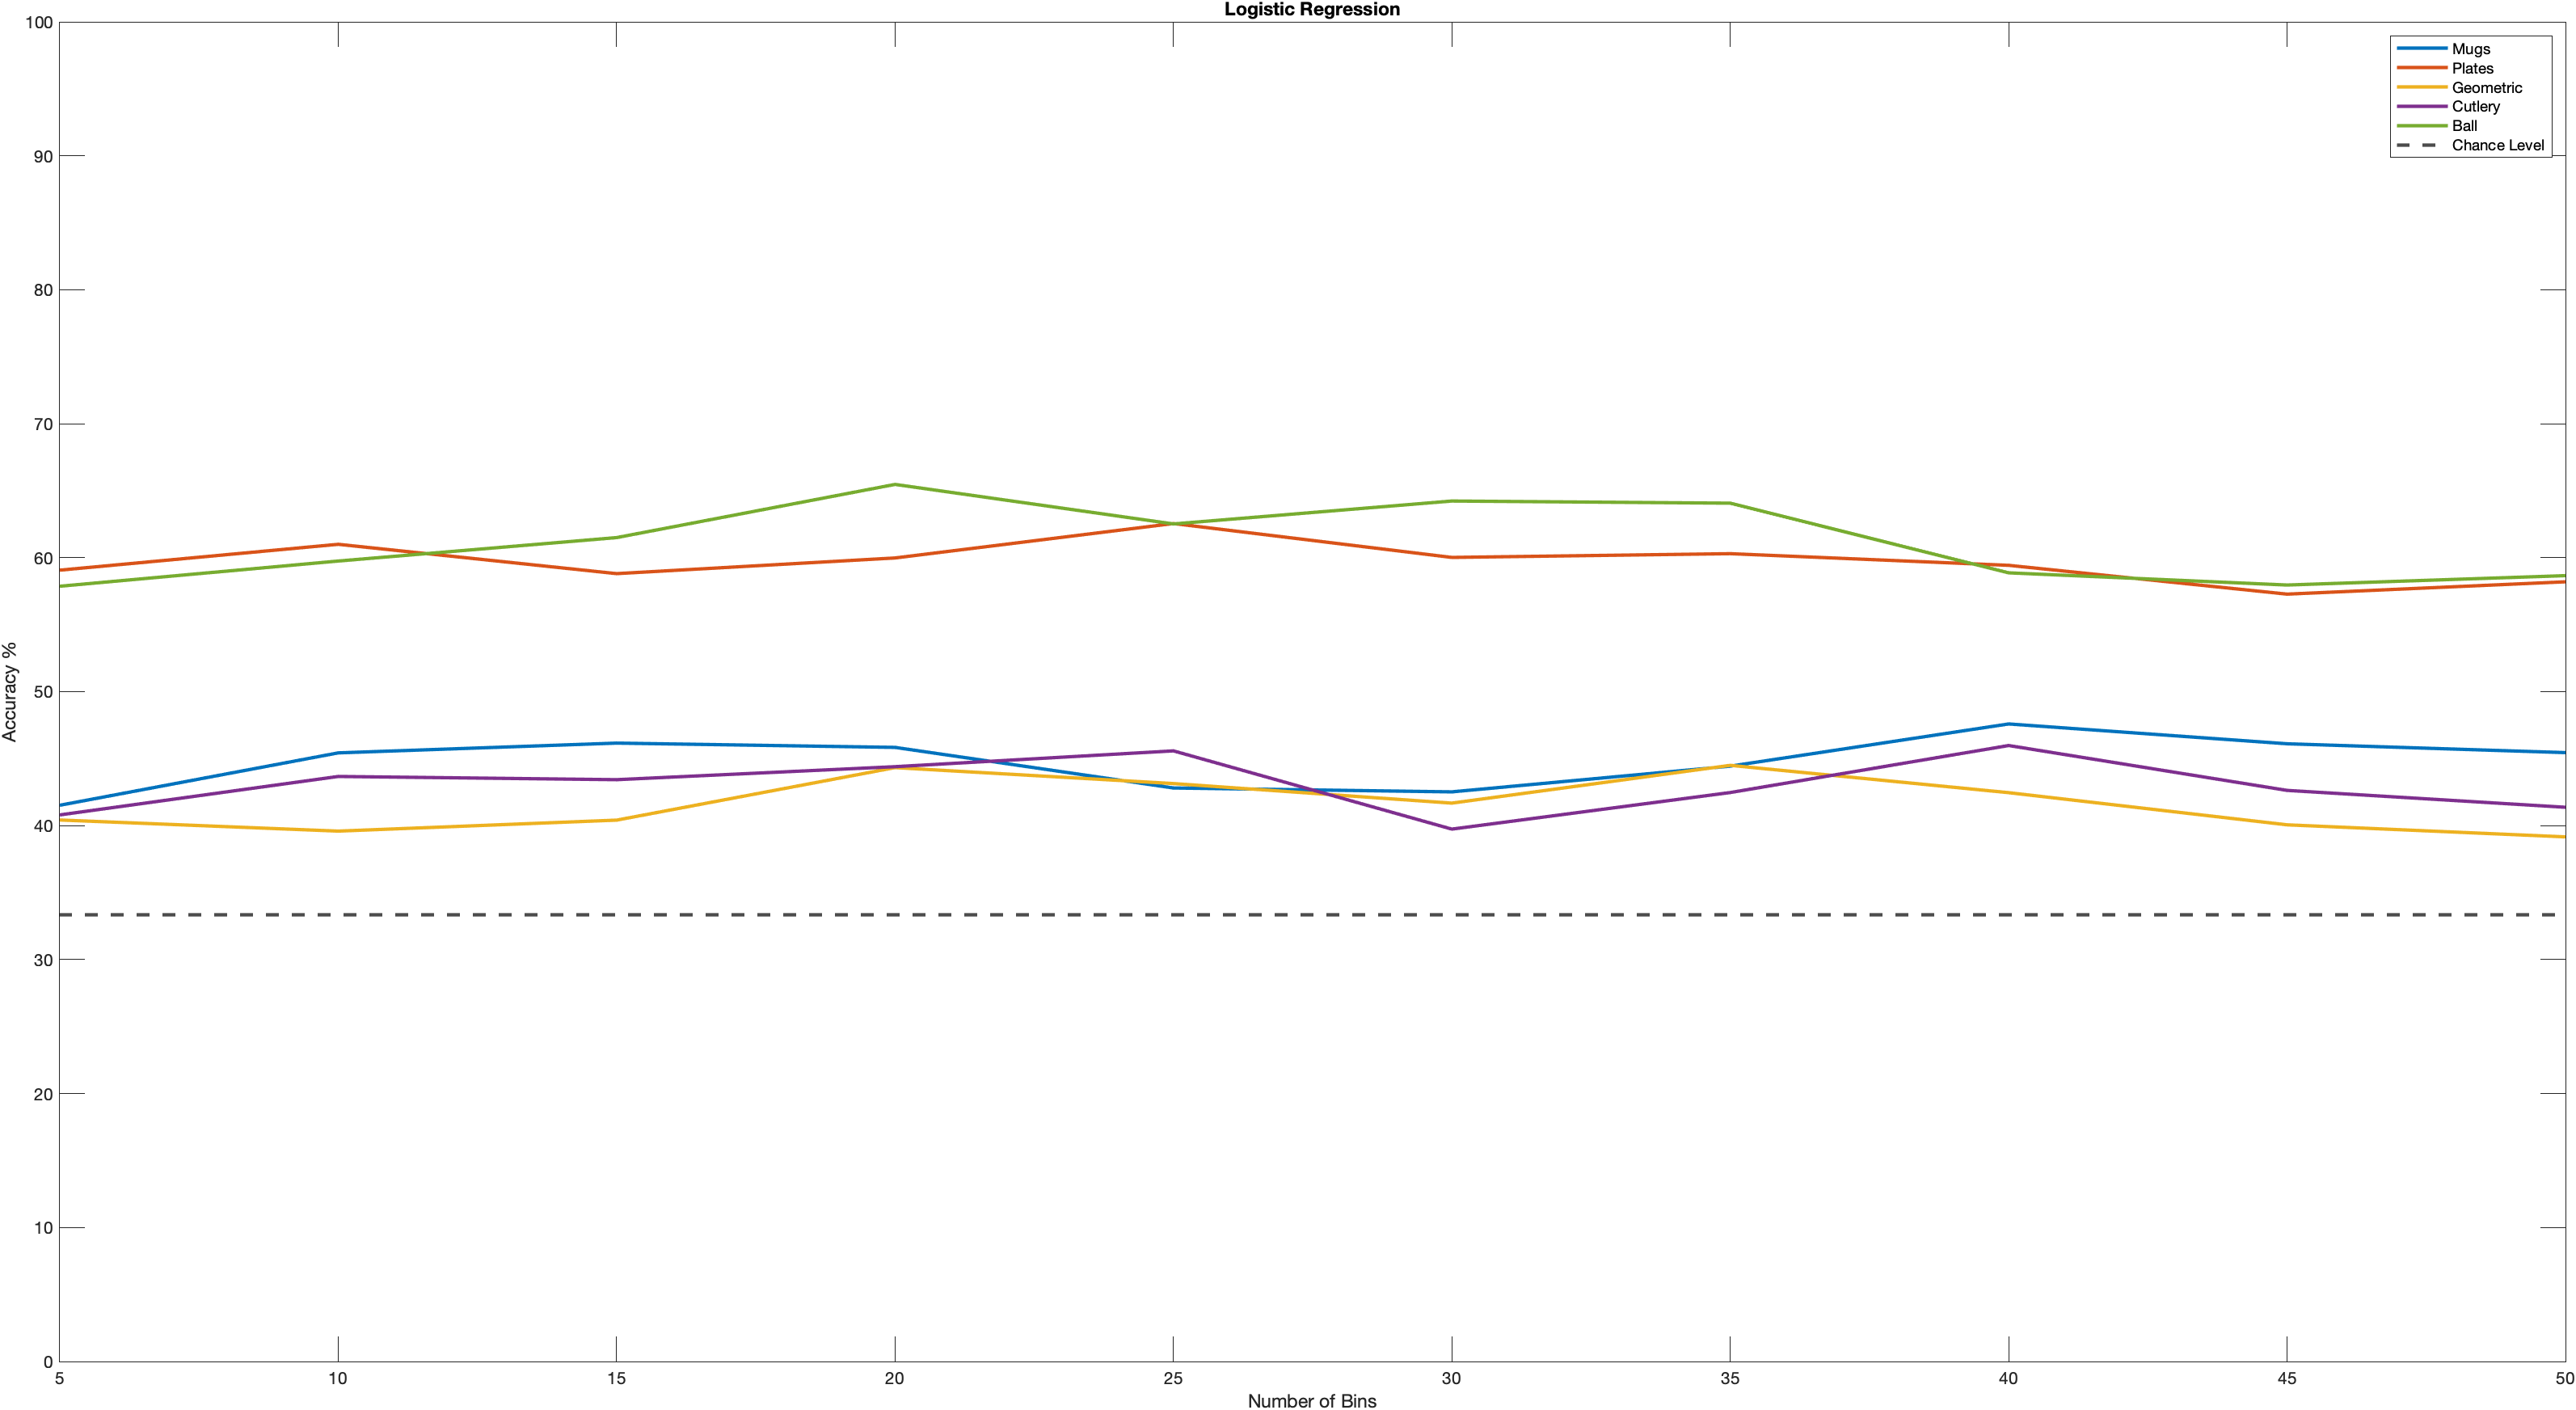 Logistic Regression
100
90
80
70
60
50
40
30
20
10
0
Accuracy %
Mugs
Plates
Geometric
Cutlery
Ball
Chance Level
5 10 15 20 25 30 35 40 45 50
Number of Bins